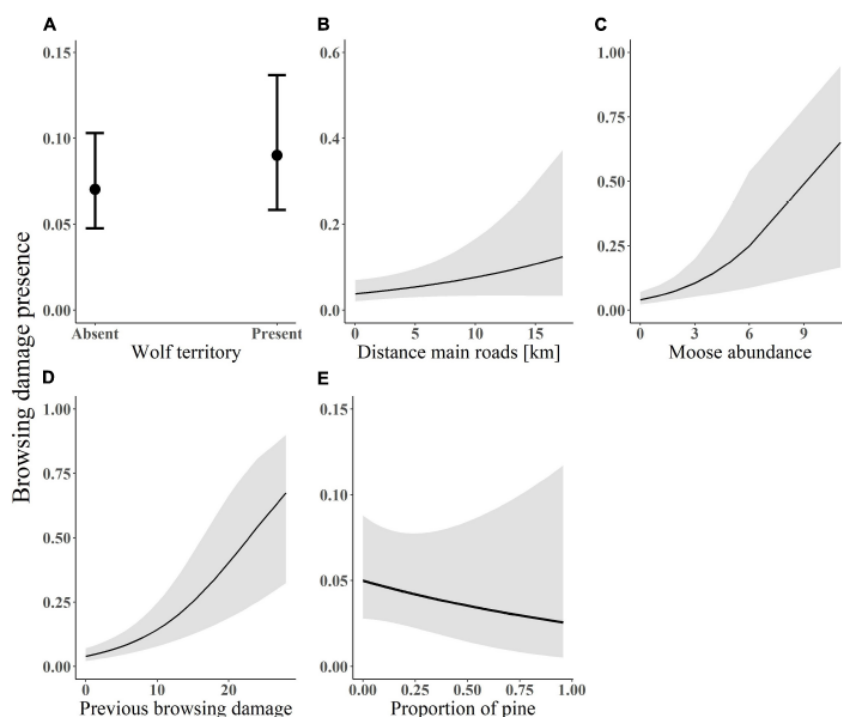 A
B
C
Browsing damage presence
0.15
0.10
0.05
0.00
Absent
Present
Wolf territory
0.6
0.4
0.2
0.0
0
5
10
15
Distance main roads [km]
1.00
0.75
0.50
0.25
0.00
0
3
6
9
Moose abundance
D
E
1.00
0.75
0.50
0.25
0.00
0
10
20
Previous browsing damage
0.15
0.10
0.05
0.00
0.00
0.25
0.50
0.75
1.00
Proportion of pine